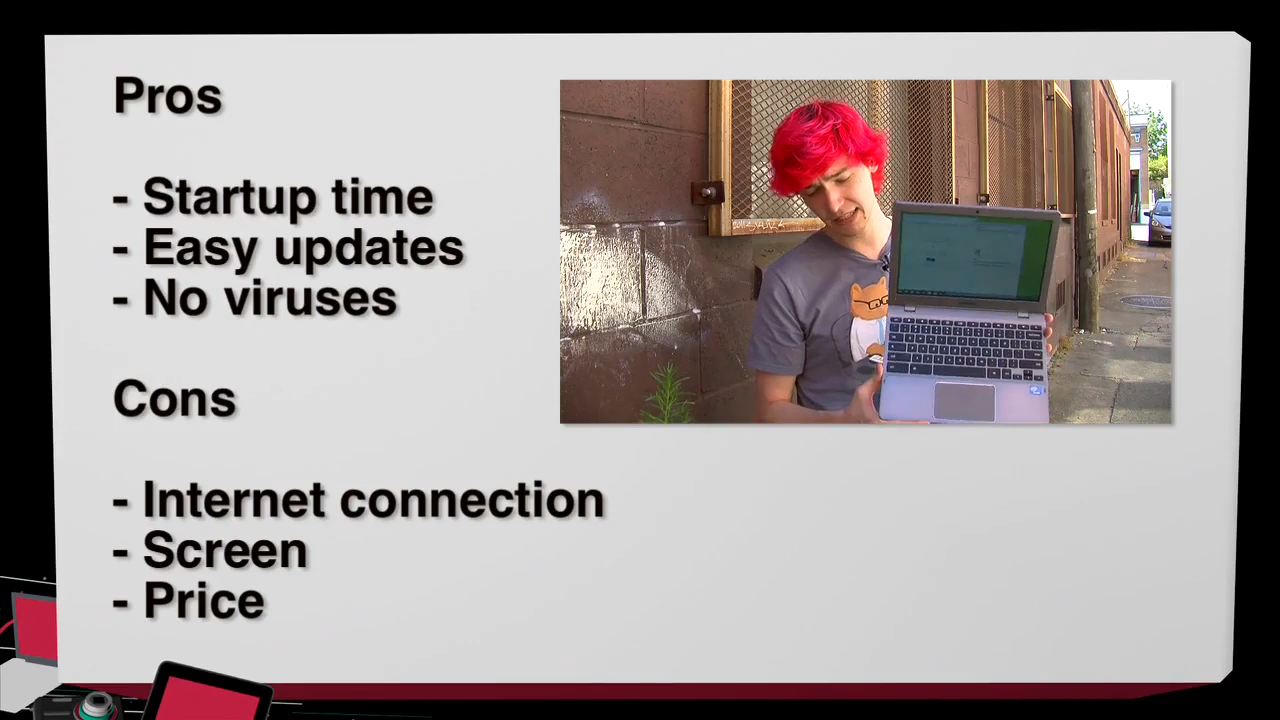 Pros
- Startup time
- Easy updates
- No viruses
Cons
- Internet connection
- Screen
- Price